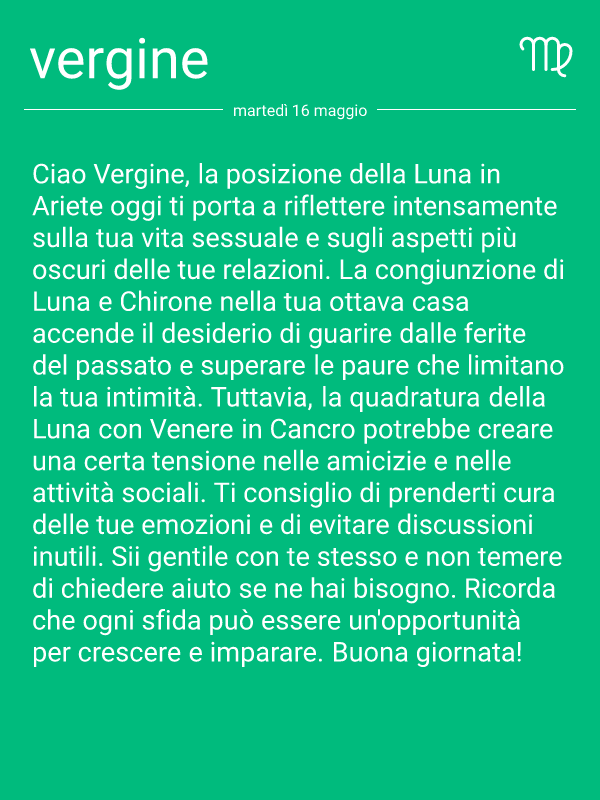 vergine
martedì 16 maggio
Ciao Vergine, la posizione della Luna in
Ariete oggi ti porta a riflettere intensamente
sulla tua vita sessuale e sugli aspetti più
oscuri delle tue relazioni. La congiunzione di
Luna e Chirone nella tua ottava casa
accende il desiderio di guarire dalle ferite
del passato e superare le paure che limitano
la tua intimità. Tuttavia, la quadratura della
Luna con Venere in Cancro potrebbe creare
una certa tensione nelle amicizie e nelle
attività sociali. Ti consiglio di prenderti cura
delle tue emozioni e di evitare discussioni
inutili. Sii gentile con te stesso e non temere
di chiedere aiuto se ne hai bisogno. Ricorda
che ogni sfida può essere un'opportunità
per crescere e imparare. Buona giornata!